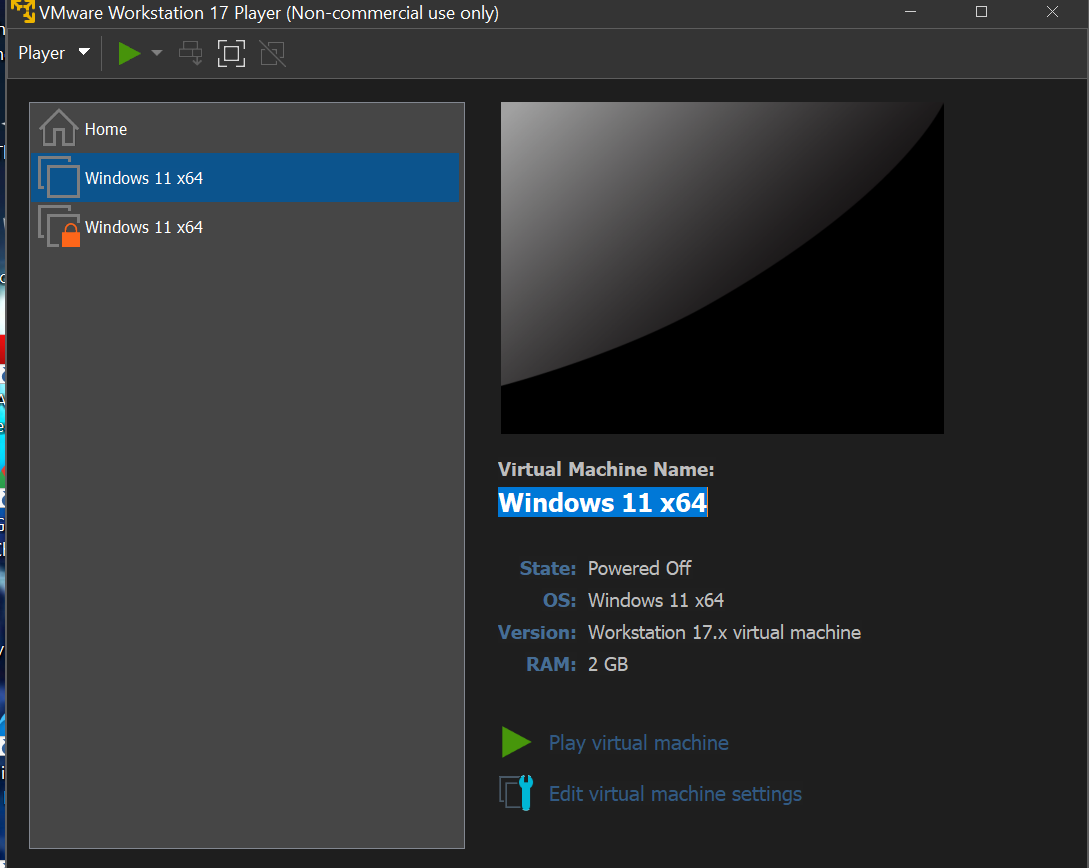 VMware Workstation 17 Player (Non-commercial use only)
Player
Home
Windows 11 x64
Windows 11 x64
Virtual Machine Name:
Windows 11 x64
State: Powered Off
OS: Windows 11 x64
Version: Workstation 17.x virtual machine
RAM: 2 GB
Play virtual machine
Edit virtual machine settings